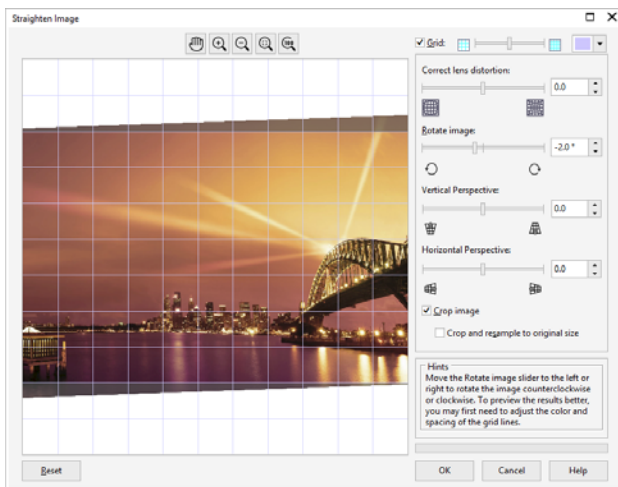 Straighten Image
Grid:
Correct lens distortion:
0.0
Rotate image:
-2.0 °
Vertical Perspective:
0.0
Horizontal Perspective:
0.0
Crop image
Crop and resample to original size
Hints
Move the Rotate image slider to the left or
right to rotate the image counterclockwise
or clockwise. To preview the results better,
you may first need to adjust the color and
spacing of the grid lines.
Reset
OK
Cancel
Help